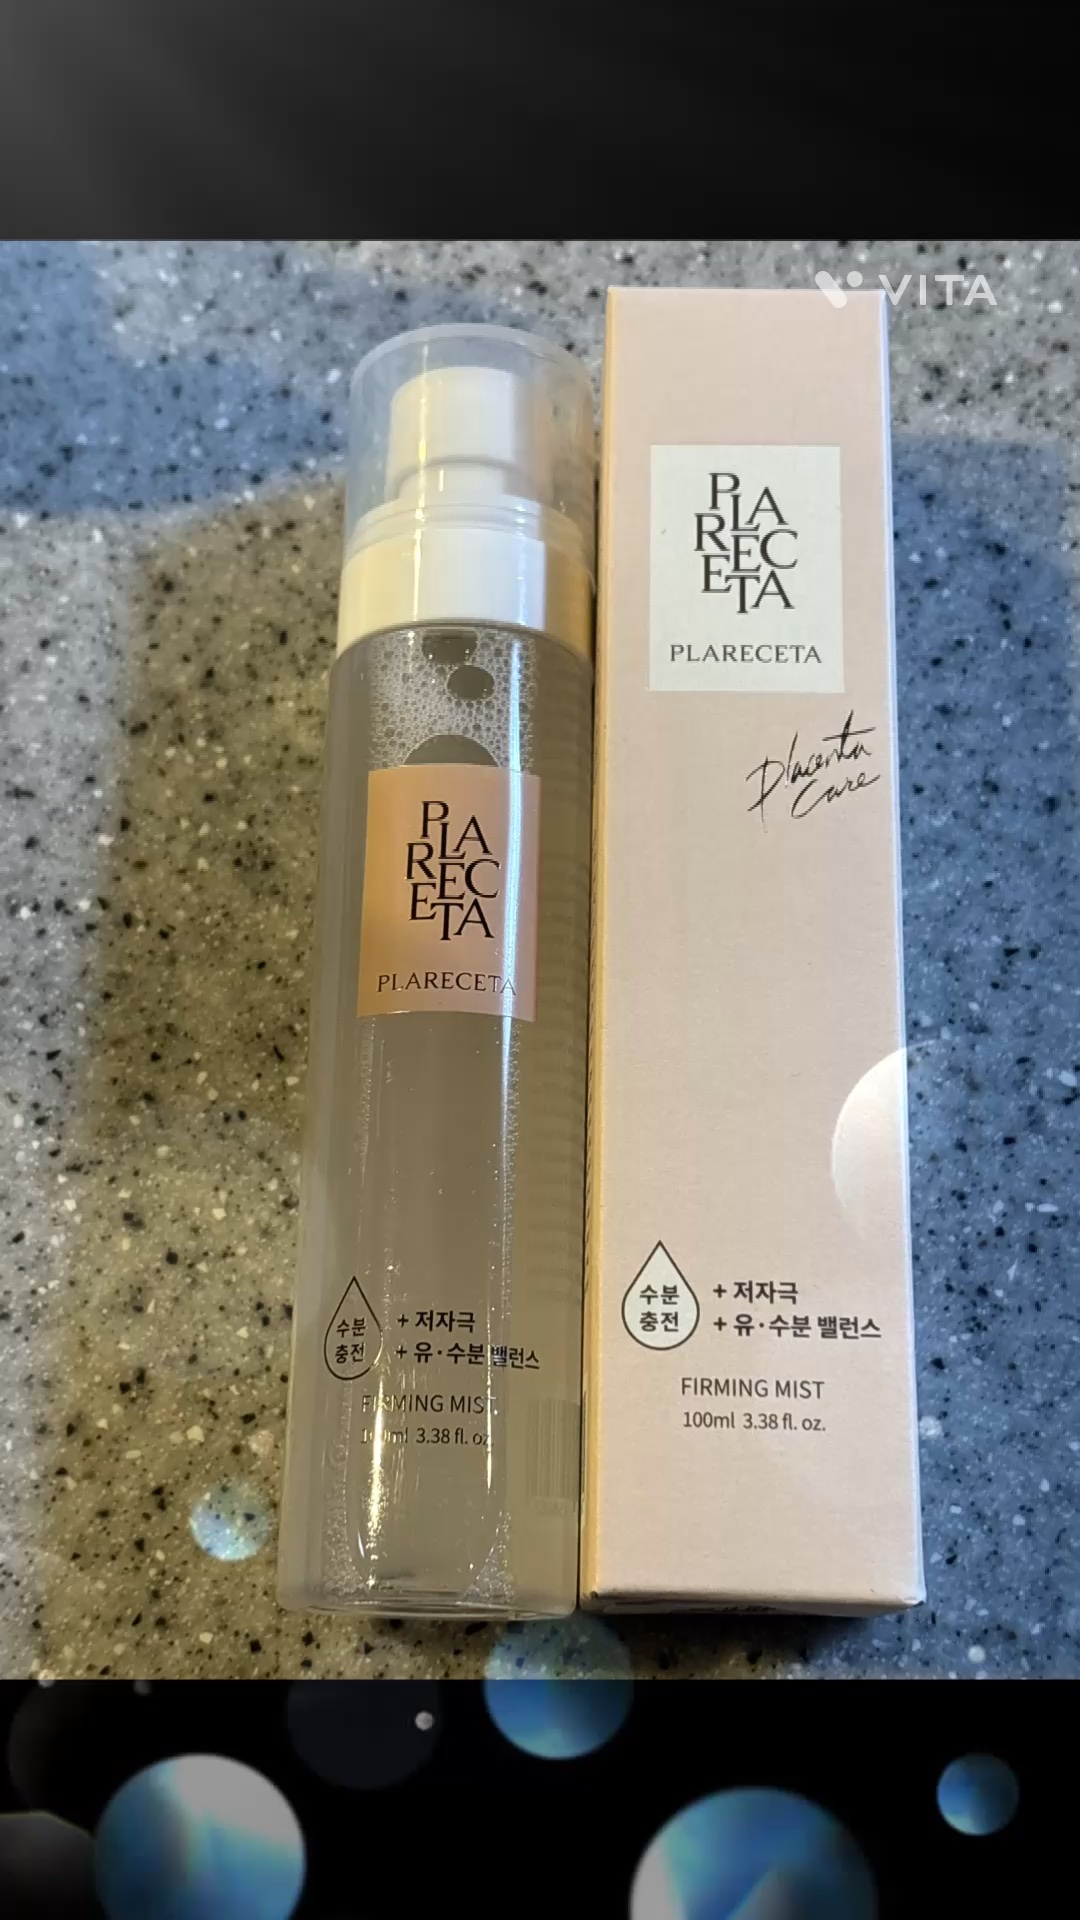 VITA
PLA
REC
ETA
PLARECETA
Placenta
Care
수분
충전
+ 저자극
+ 유·수분 밸런스
FIRMING MIST
100ml 3.38 fl. oz.
PLA
REC
ETA
PLARECETA
수분
충전
+ 저자극
+ 유·수분 밸런스
FIRMING MIST
100ml 3.38 fl. oz.